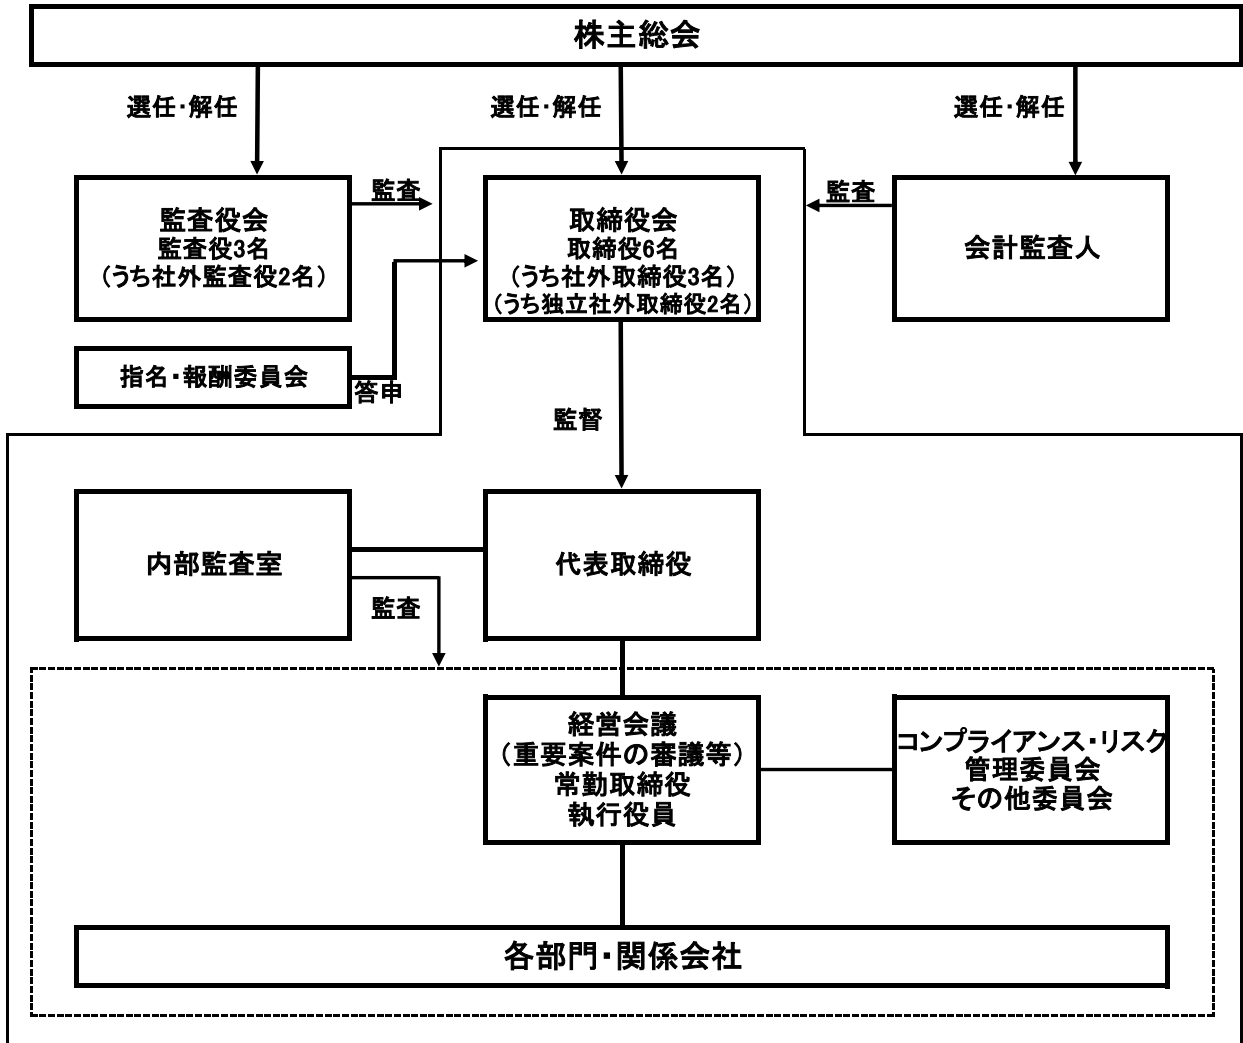 株主総会
選任・解任
選任・解任
選任・解任
監査役会
監査役3名
（うち社外監査役2名）
監査
取締役会
取締役6名
（うち社外取締役3名）
（うち独立社外取締役2名）
監査
会計監査人
指名・報酬委員会
答申
監督
内部監査室
監査
代表取締役
経営会議
（重要案件の審議等）
常勤取締役
執行役員
コンプライアンス・リスク
管理委員会
その他委員会
各部門・関係会社